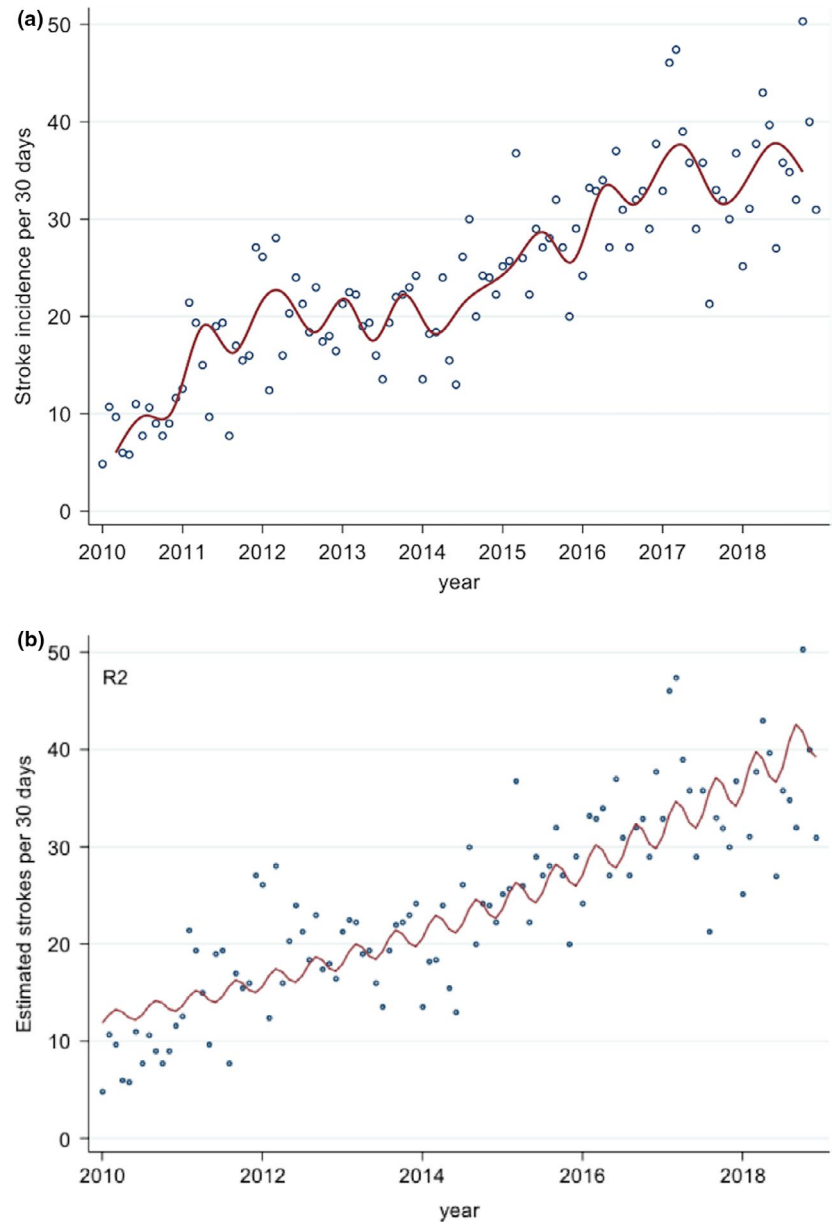 (a)
Stroke incidence per 30 days
50
40
30
20
10
0
2010 2011 2012 2013 2014 2015 2016 2017 2018
year
(b)
Estimated strokes per 30 days
R2
50
40
30
20
10
0
2010 2012 2014 2016 2018
year